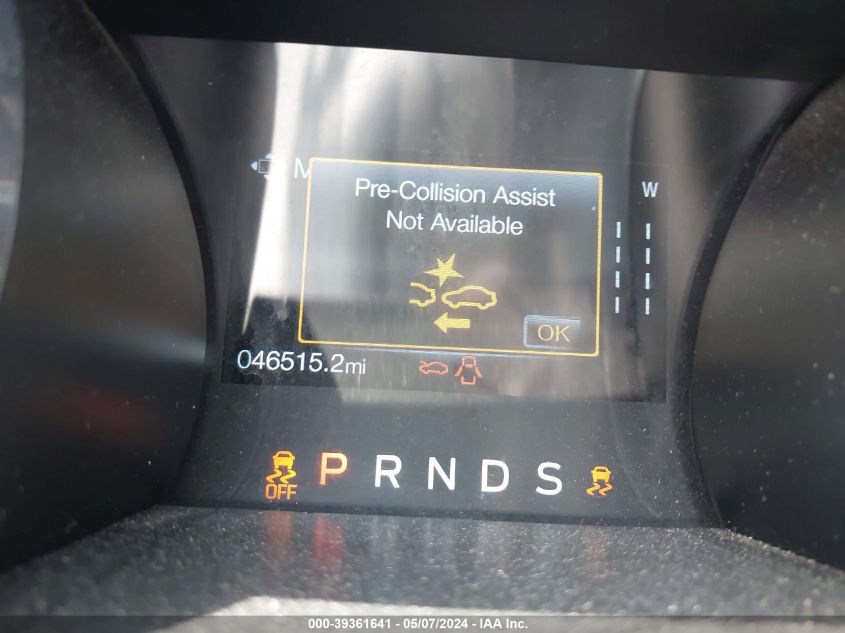 M
Pre-Collision Assist
Not Available
W
OK
046515.2mi
OFF P R N D S
000-39361641 / 05/07/2024 - IAA Inc.